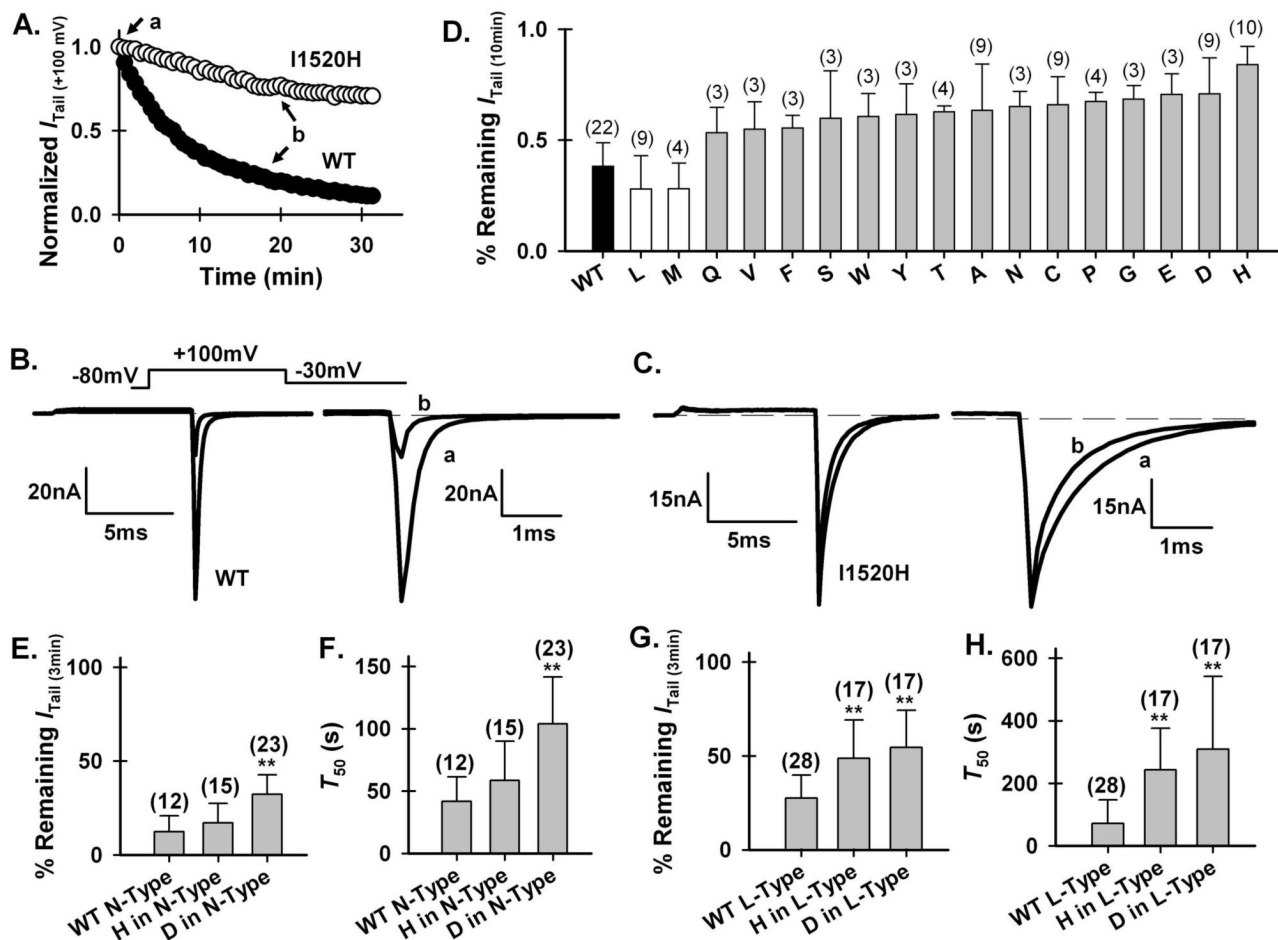 A.
Normalized I Tail (+100 mV)
1.0
0.5
0.0
a
I1520H
b
WT
0 10 20 30
Time (min)
D.
% Remaining I Tail (10min)
1.0
0.5
0.0
(22) (9) (4) (3) (3) (3) (3) (3) (3) (4) (9) (3) (9) (4) (3) (3) (9) (10)
WT L M Q V F S W Y T A N C P G E D H
B.
-80mV +100mV -30mV
b
a
20nA
5ms
WT
20nA
1ms
C.
15nA
5ms
I1520H
b
a
15nA
1ms
E.
% Remaining I Tail (3min)
100
50
0
(12) (15) (23)
**
WT N-Type H in N-Type D in N-Type
F.
T50 (s)
150
100
50
0
(12) (15) (23)
**
WT N-Type H in N-Type D in N-Type
G.
% Remaining I Tail (3min)
100
50
0
(28) (17) (17)
** **
WT L-Type H in L-Type D in L-Type
H.
T50 (s)
600
400
200
0
(28) (17) (17)
** **
WT L-Type H in L-Type D in L-Type